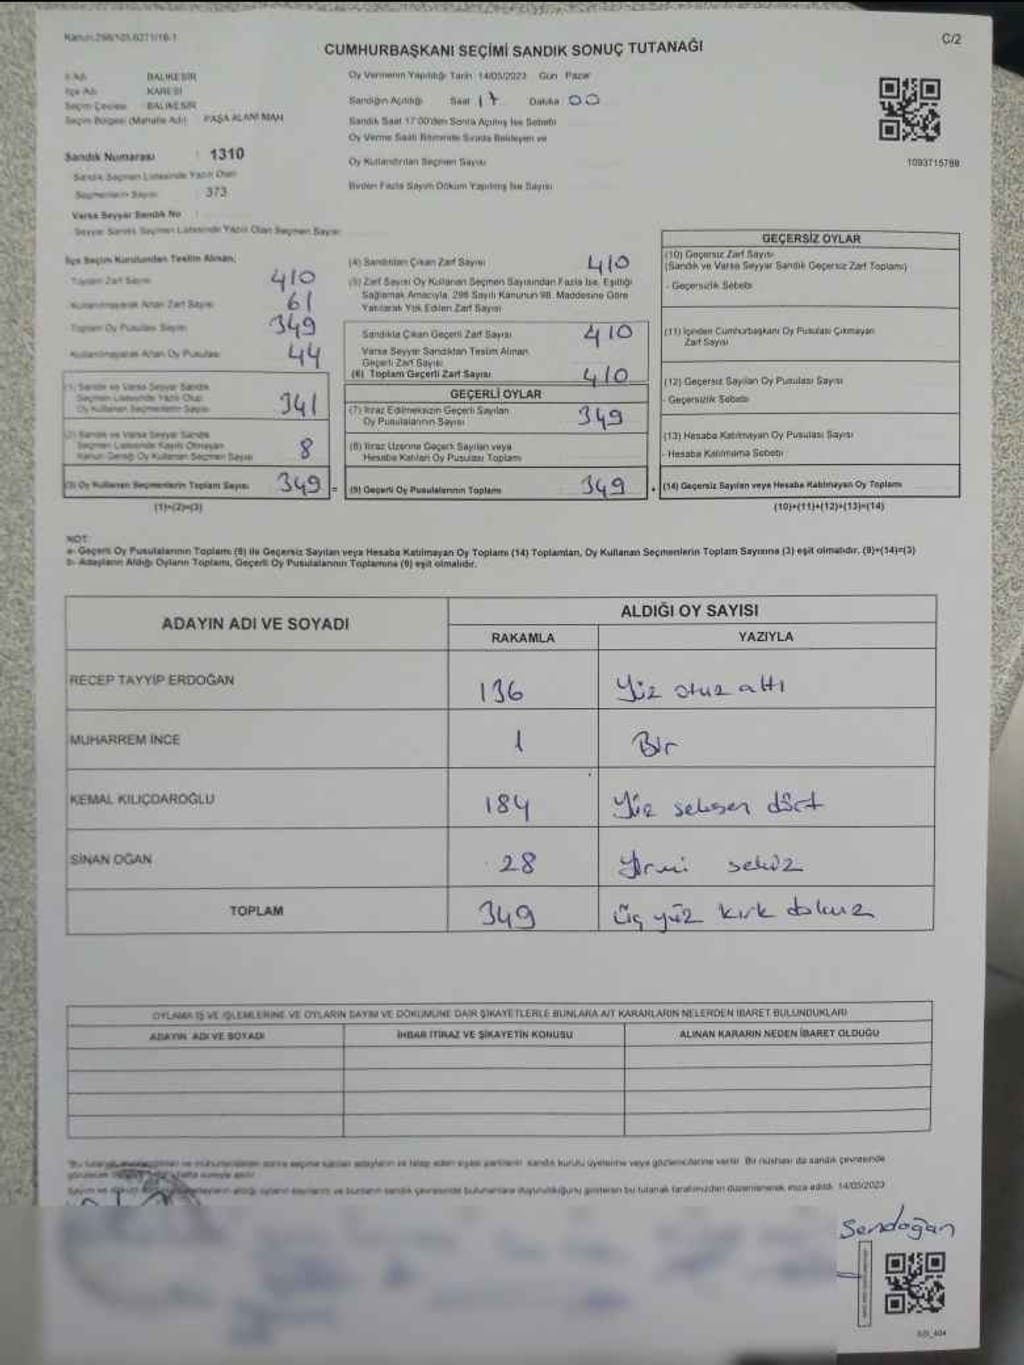 Kanun:298/105,6271/16-1
C/2
CUMHURBAŞKANI SEÇİMİ SANDIK SONUÇ TUTANAĞI
İl Adı BALIKESİR
İlçe Adı KARESİ
Seçim Çevresi BALIKESİR
Seçim Bölgesi (Mahalle Adı) PAŞA ALANI MAH
Sandık Numarası : 1310
Sandık Seçmen Listesinde Yazılı Olan
Seçmenlerin Sayısı 373
Varsa Seyyar Sandık No
Seyyar Sandık Seçmen Listesinde Yazılı Olan Seçmen Sayısı
Oy Vermenin Yapıldığı Tarih 14/05/2023 Gün Pazar
Sandığın Açıldığı Saat 17 Dakika 00
Sandık Saat 17:00'den Sonra Açılmış İse Sebebi
Oy Verme Saati Bitiminde Sırada Bekleyen ve
Oy Kullandırılan Seçmen Sayısı
Birden Fazla Sayım Döküm Yapılmış İse Sayısı
1093715788
İlçe Seçim Kurulundan Teslim Alınan;
Toplam Zarf Sayısı 410
Kullanılmayarak Artan Zarf Sayısı 61
Toplam Oy Pusulası Sayısı 349
Kullanılmayarak Artan Oy Pusulası 44
(1) Sandık ve Varsa Seyyar Sandık
Seçmen Listesinde Yazılı Olup
Oy Kullanan Seçmenlerin Sayısı 341
(2) Sandık ve Varsa Seyyar Sandık
Seçmen Listesinde Kayıtlı Olmayan
Kanun Gereği Oy Kullanan Seçmen Sayısı 8
(3) Oy Kullanan Seçmenlerin Toplam Sayısı 349 =
(1)+(2)=(3)
(4) Sandıktan Çıkan Zarf Sayısı 410
(5) Zarf Sayısı Oy Kullanan Seçmen Sayısından Fazla İse, Eşitliği
Sağlamak Amacıyla, 298 Sayılı Kanunun 98. Maddesine Göre
Yakılarak Yok Edilen Zarf Sayısı
Sandıkta Çıkan Geçerli Zarf Sayısı 410
Varsa Seyyar Sandıktan Teslim Alınan
Geçerli Zarf Sayısı
(6) Toplam Geçerli Zarf Sayısı 410
GEÇERLİ OYLAR
(7) İtiraz Edilmeksizin Geçerli Sayılan
Oy Pusulalarının Sayısı 349
(8) İtiraz Üzerine Geçerli Sayılan veya
Hesaba Katılan Oy Pusulası Toplamı
(9) Geçerli Oy Pusulalarının Toplamı 349 +
GEÇERSİZ OYLAR
(10) Geçersiz Zarf Sayısı
(Sandık ve Varsa Seyyar Sandık Geçersiz Zarf Toplamı)
- Geçersizlik Sebebi
(11) İçinden Cumhurbaşkanı Oy Pusulası Çıkmayan
Zarf Sayısı
(12) Geçersiz Sayılan Oy Pusulası Sayısı
- Geçersizlik Sebebi
(13) Hesaba Katılmayan Oy Pusulası Sayısı
- Hesaba Katılmama Sebebi
(14) Geçersiz Sayılan veya Hesaba Katılmayan Oy Toplamı
(10)+(11)+(12)+(13)=(14)
NOT:
a- Geçerli Oy Pusulalarının Toplamı (9) ile Geçersiz Sayılan veya Hesaba Katılmayan Oy Toplamı (14) Toplamları, Oy Kullanan Seçmenlerin Toplam Sayısına (3) eşit olmalıdır. (9)+(14)=(3)
b- Adayların Aldığı Oyların Toplamı, Geçerli Oy Pusulalarının Toplamına (9) eşit olmalıdır.
ADAYIN ADI VE SOYADI
ALDIĞI OY SAYISI
RAKAMLA YAZIYLA
RECEP TAYYİP ERDOĞAN 136 Yüz otuz altı
MUHARREM İNCE 1 Bir
KEMAL KILIÇDAROĞLU 184 Yüz seksen dört
SİNAN OĞAN 28 Yirmi sekiz
TOPLAM 349 Üç yüz kırk dokuz
OYLAMA İŞ VE İŞLEMLERİNE VE OYLARIN SAYIM VE DÖKÜMÜNE DAİR ŞİKAYETLERLE BUNLARA AİT KARARLARIN NELERDEN İBARET BULUNDUKLARI
ADAYIN ADI VE SOYADI İHBAR İTİRAZ VE ŞİKAYETİN KONUSU ALINAN KARARIN NEDEN İBARET OLDUĞU
sandık kurulu üyelerine veya gözlemcilerine verilir. Bir nüshası da sandık çevresinde
bu tutanak tarafımızdan düzenlenerek imza edildi. 14/05/2023
Sendoğan